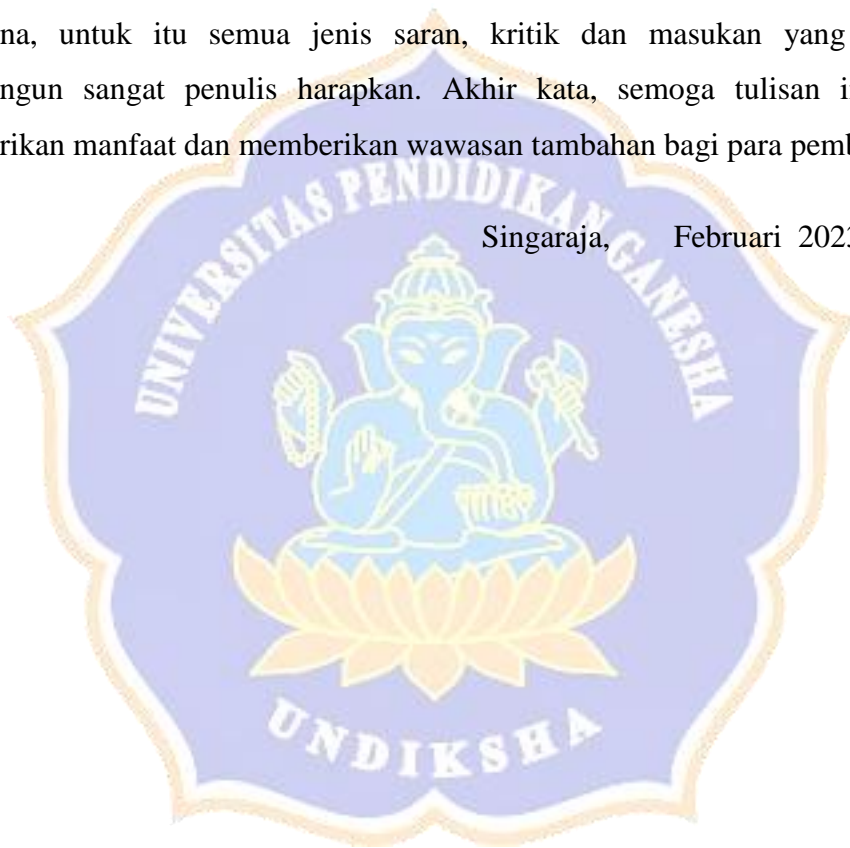 na, untuk itu semua jenis saran, kritik dan masukan yang
ngun sangat penulis harapkan. Akhir kata, semoga tulisan i
rikan manfaat dan memberikan wawasan tambahan bagi para pemb
Singaraja, Februari 2023
UNIVERSITAS PENDIDIKAN GANESHA
UNDIKSHA